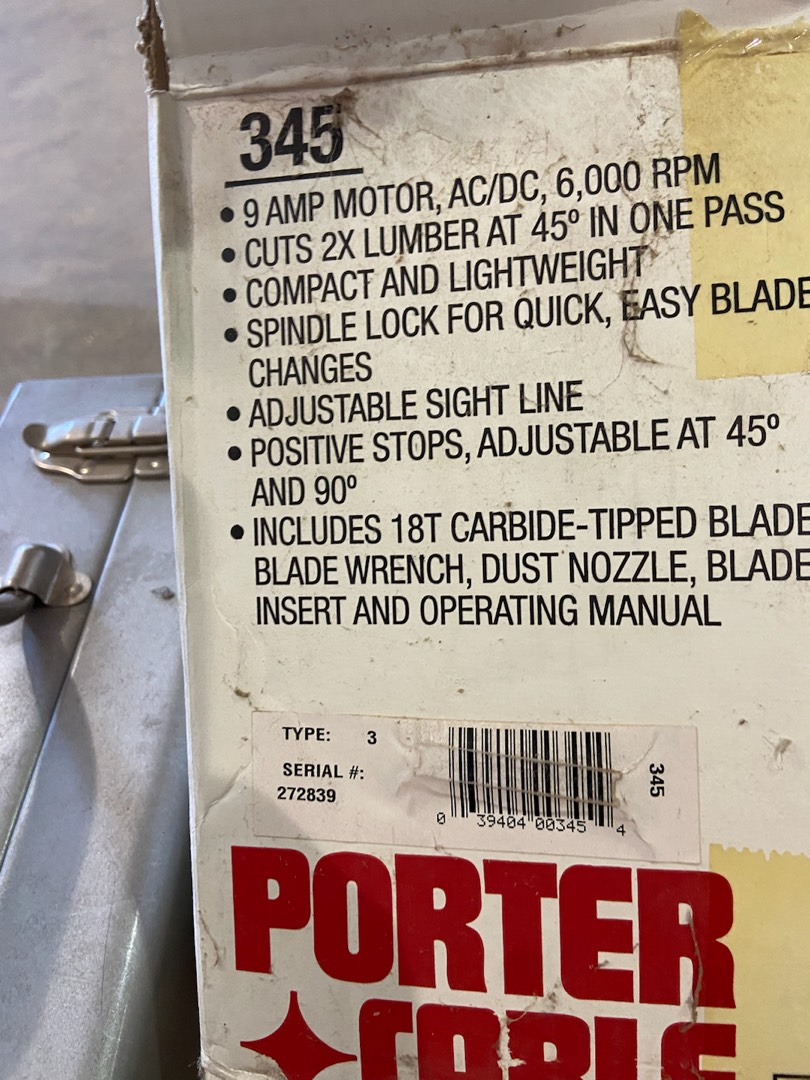 345
• 9 AMP MOTOR, AC/DC, 6,000 RPM
• CUTS 2X LUMBER AT 45º IN ONE PASS
• COMPACT AND LIGHTWEIGHT
• SPINDLE LOCK FOR QUICK, EASY BLADE
CHANGES
• ADJUSTABLE SIGHT LINE
• POSITIVE STOPS, ADJUSTABLE AT 45º
AND 90º
• INCLUDES 18T CARBIDE-TIPPED BLADE
BLADE WRENCH, DUST NOZZLE, BLADE
INSERT AND OPERATING MANUAL
TYPE: 3
SERIAL #:
272839
0 39404 00345 4
345
PORTER
CABLE